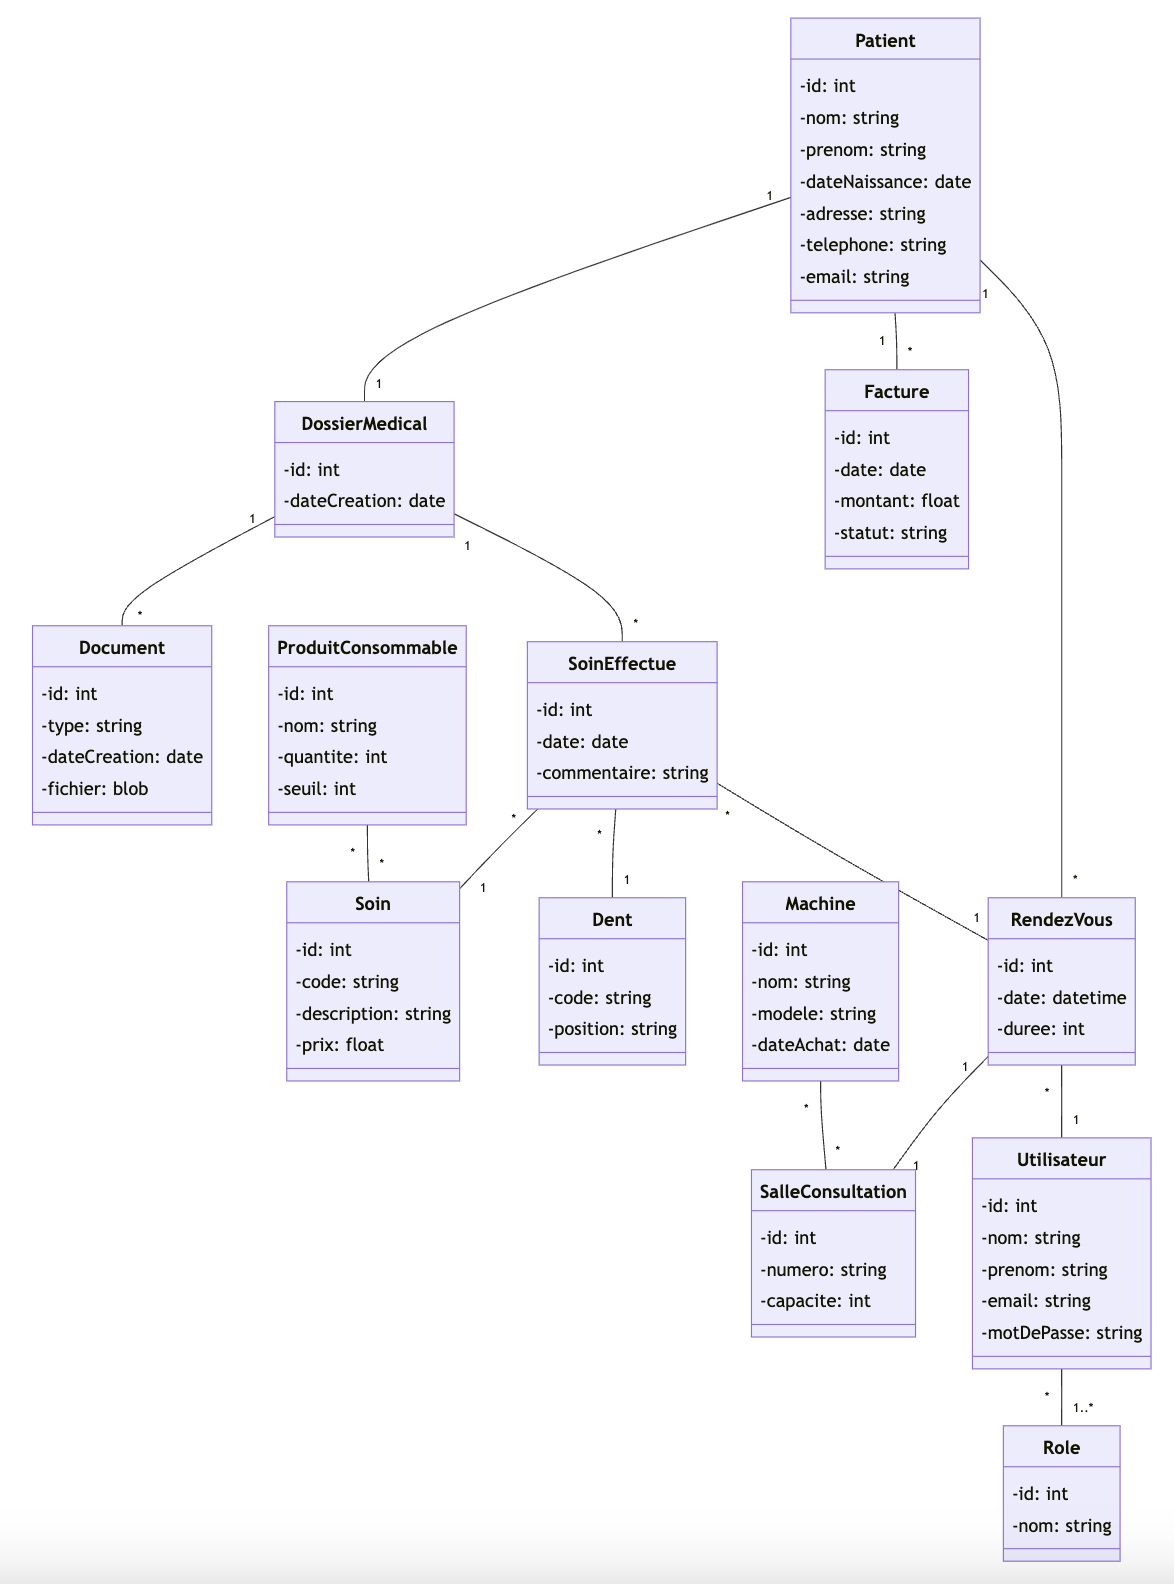 Patient
-id: int
-nom: string
-prenom: string
-dateNaissance: date
-adresse: string
-telephone: string
-email: string
1
1
1
*
1
Facture
-id: int
-date: date
-montant: float
-statut: string
DossierMedical
-id: int
-dateCreation: date
1
1
*
*
Document
-id: int
-type: string
-dateCreation: date
-fichier: blob
ProduitConsommable
-id: int
-nom: string
-quantite: int
-seuil: int
SoinEffectue
-id: int
-date: date
-commentaire: string
*
*
*
*
*
1
1
*
1
Soin
-id: int
-code: string
-description: string
-prix: float
Dent
-id: int
-code: string
-position: string
Machine
-id: int
-nom: string
-modele: string
-dateAchat: date
RendezVous
-id: int
-date: datetime
-duree: int
1
*
*
*
1
1
SalleConsultation
-id: int
-numero: string
-capacite: int
Utilisateur
-id: int
-nom: string
-prenom: string
-email: string
-motDePasse: string
*
1..*
Role
-id: int
-nom: string